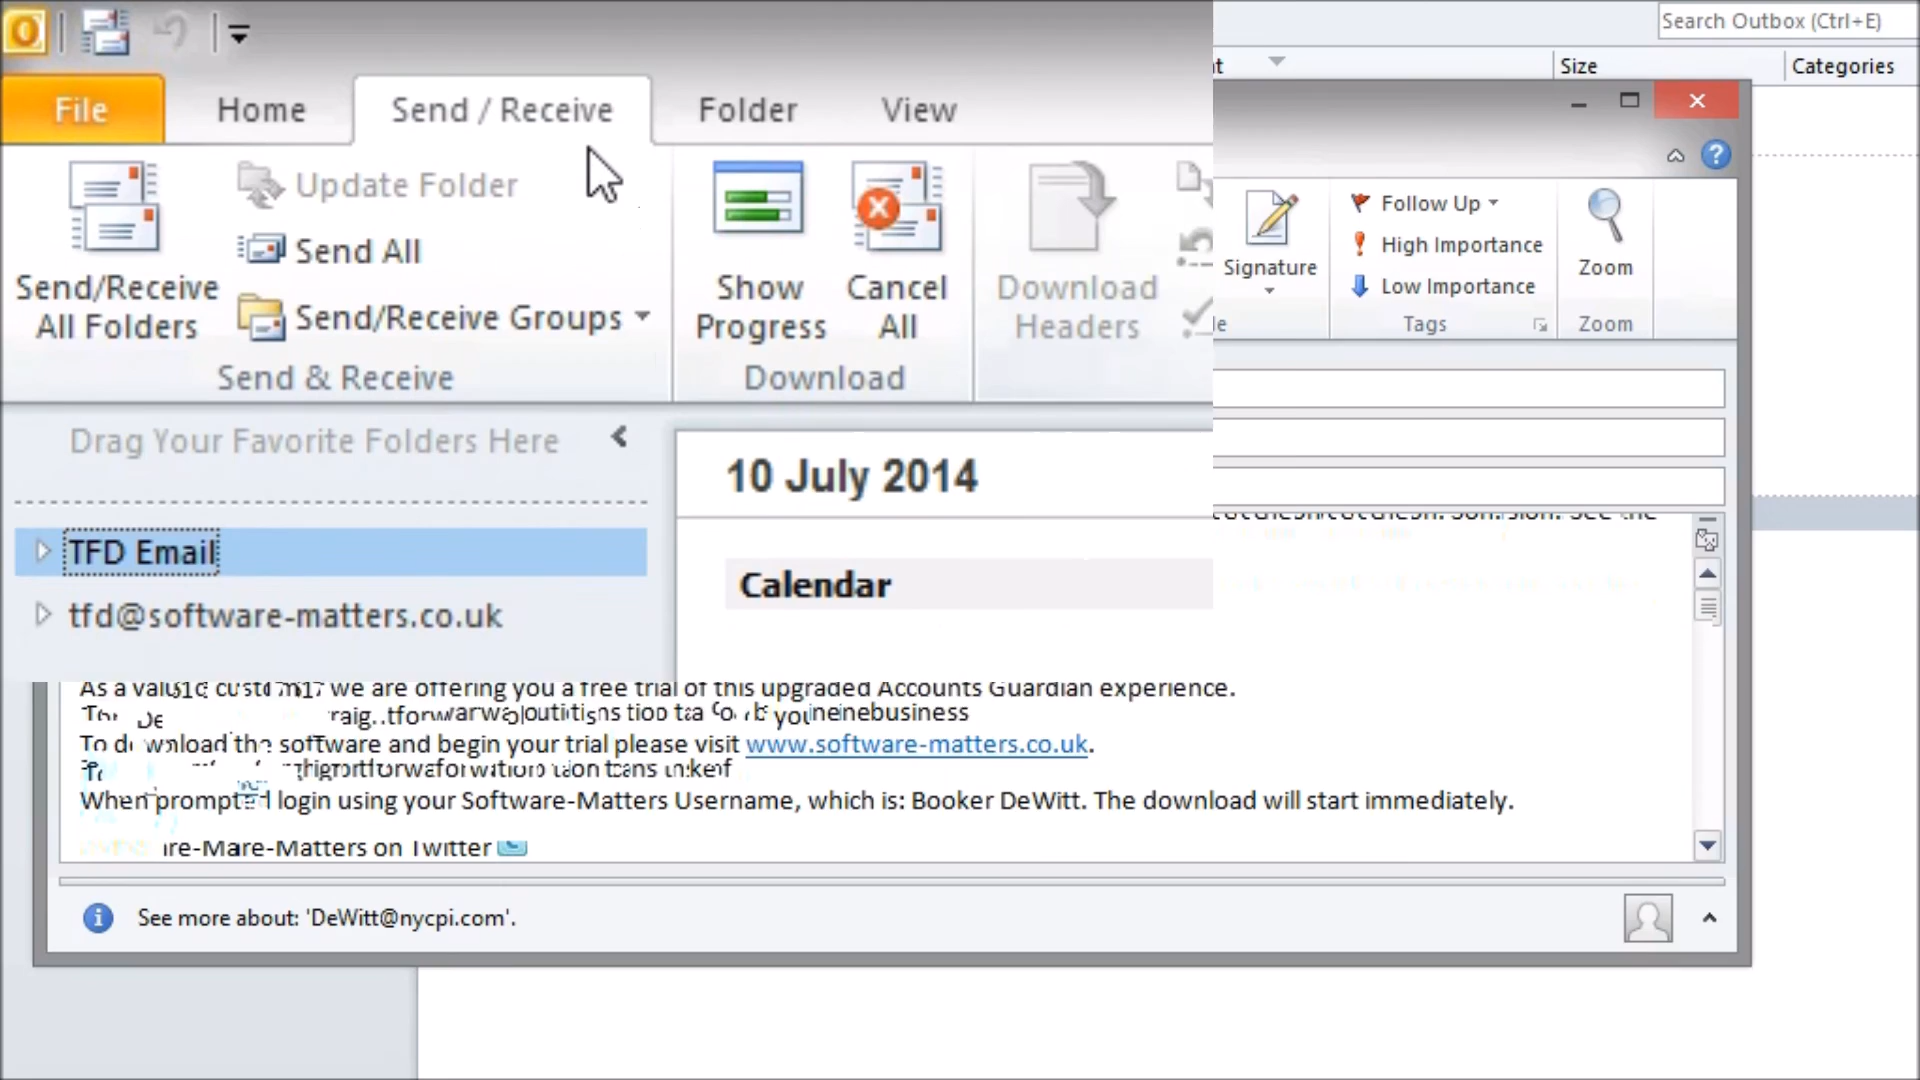 Search Outbox (Ctrl+E)
Size
Categories
File
Home
Send / Receive
Folder
View
Send/Receive
All Folders
Update Folder
Send All
Send/Receive Groups
Send & Receive
Show
Progress
Cancel
All
Download
Download
Headers
Signature
Follow Up
High Importance
Low Importance
Tags
Zoom
Zoom
Drag Your Favorite Folders Here
10 July 2014
TFD Email
Calendar
tfd@software-matters.co.uk
As a we are offering you a free trial of this upgraded Accounts Guardian experience.
To download the software and begin your trial please visit www.software-matters.co.uk.
When prompted login using your Software-Matters Username, which is: Booker DeWitt. The download will start immediately.
Matters on Twitter
See more about: 'DeWitt@nycpi.com'.